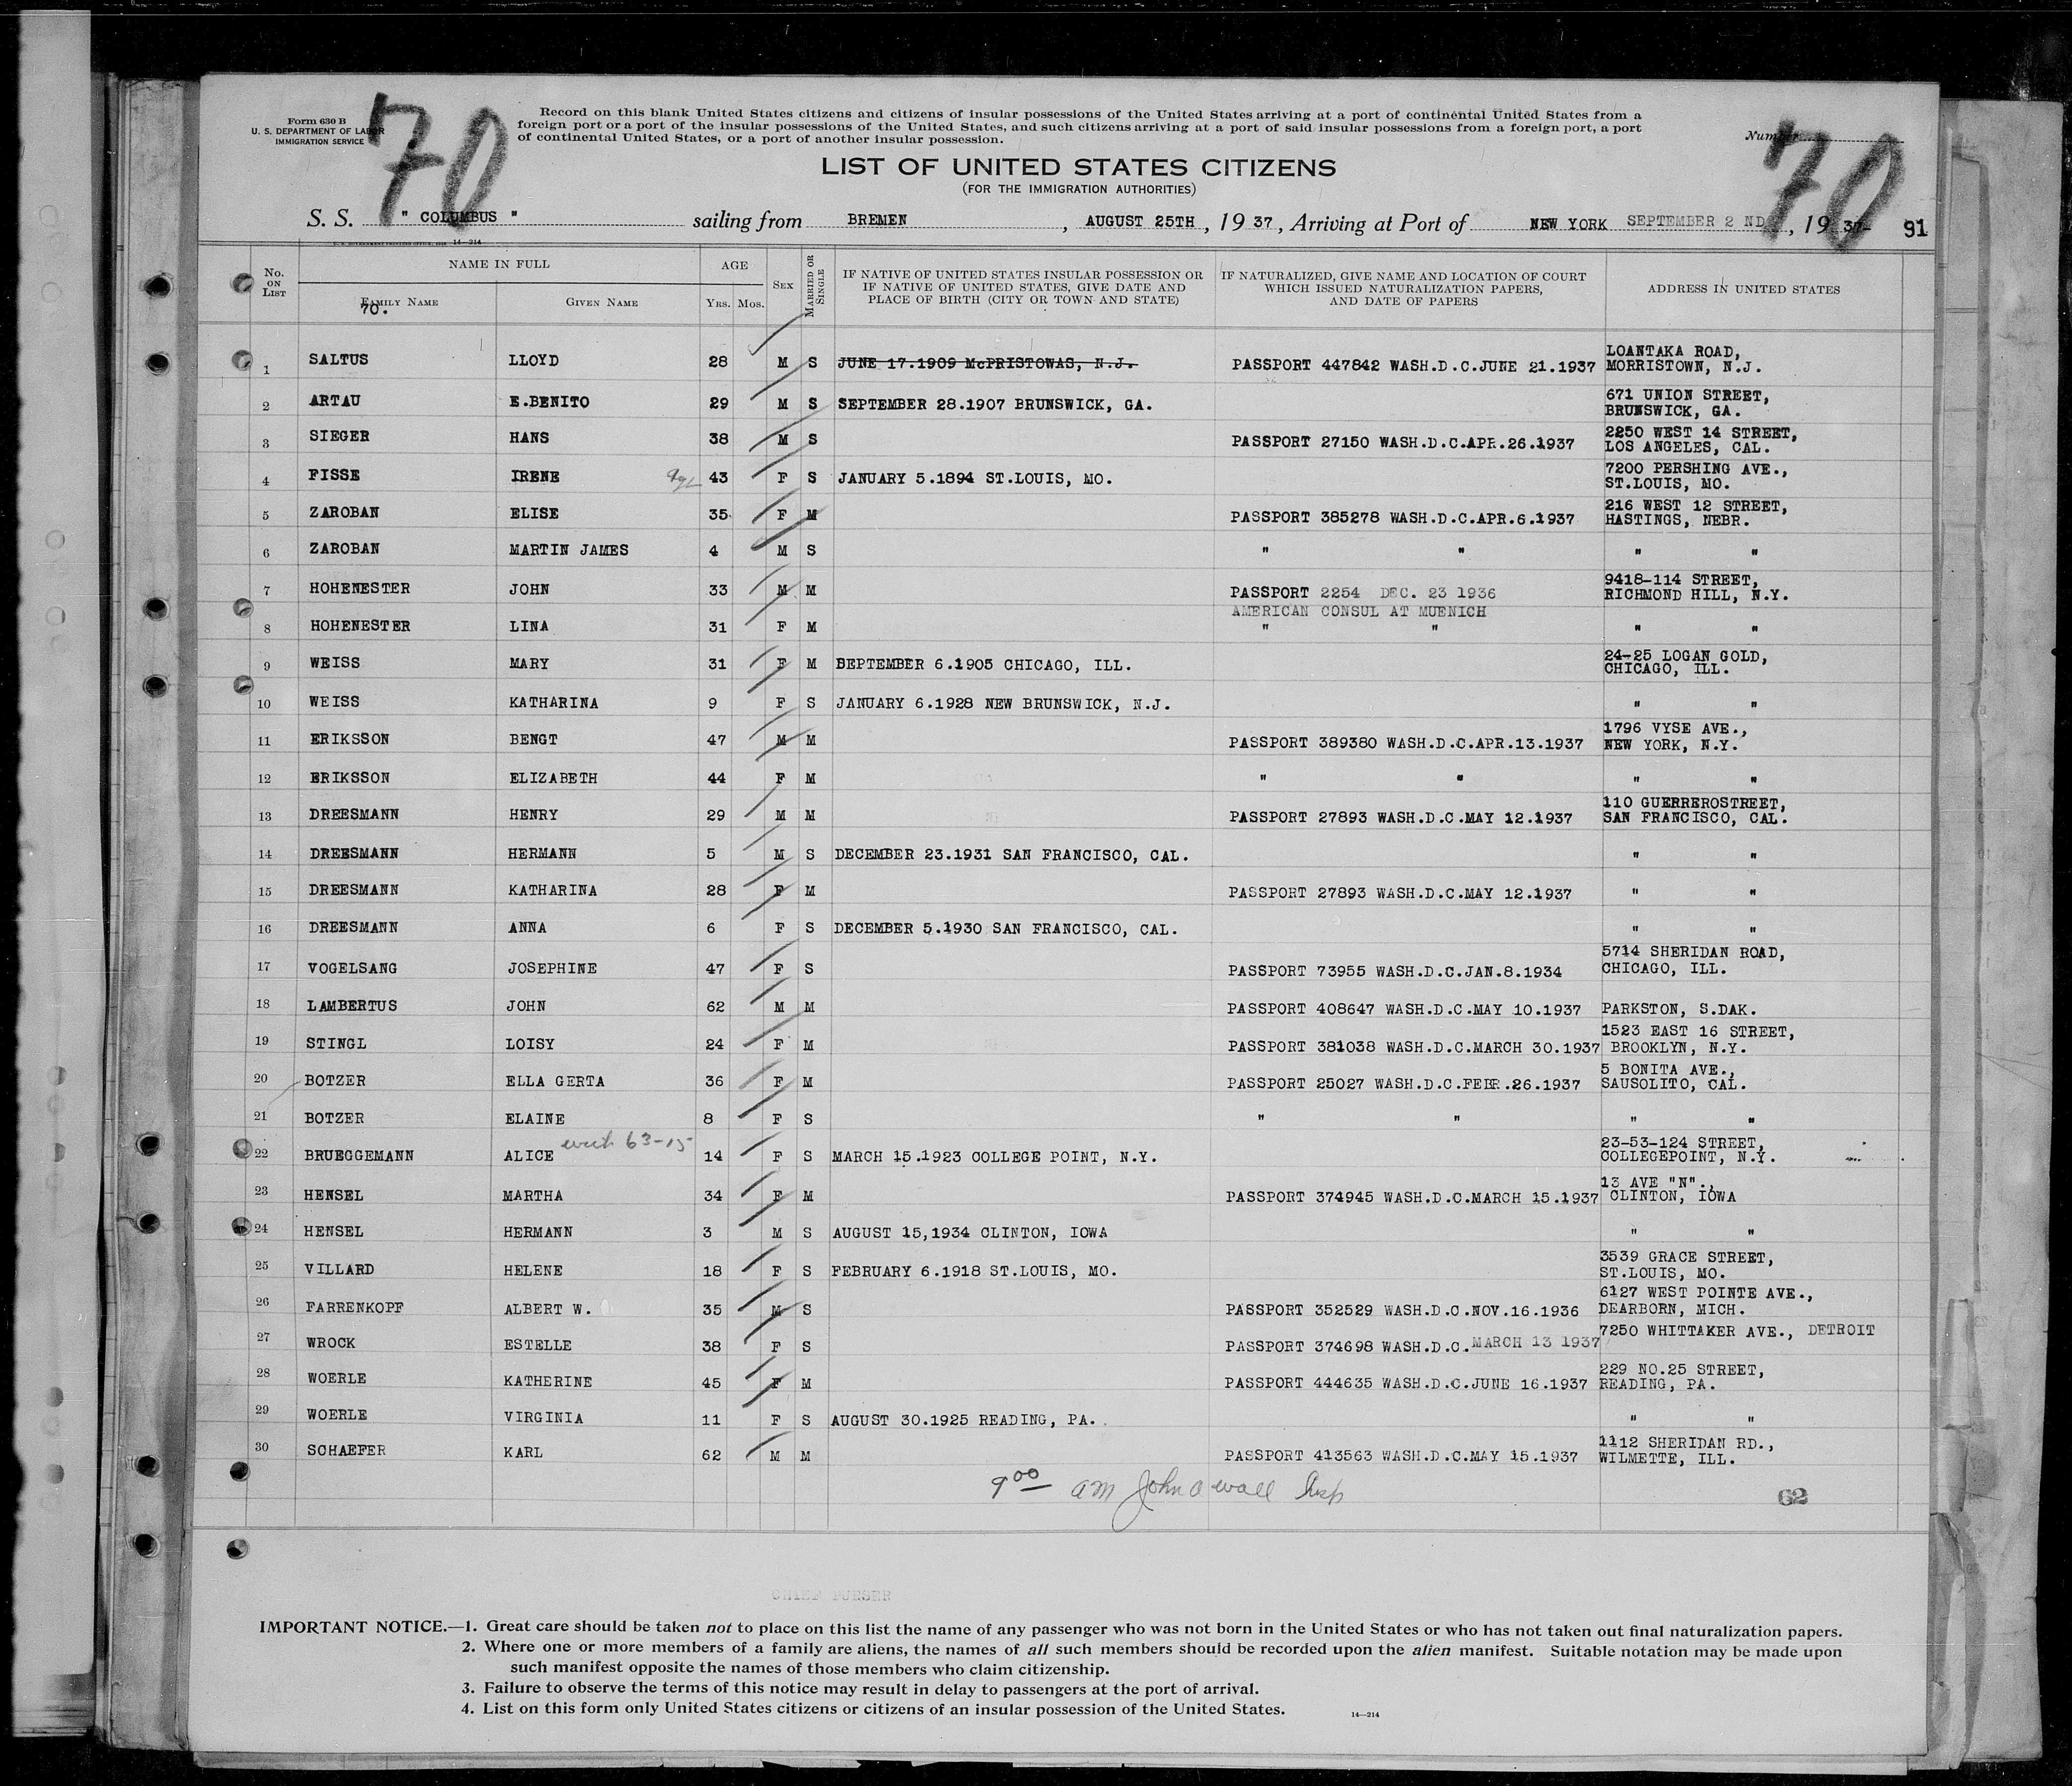 70 70
Form 630 B
U. S. DEPARTMENT OF LABOR
IMMIGRATION SERVICE
Record on this blank United States citizens and citizens of insular possessions of the United States arriving at a port of continental United States from a
foreign port or a port of the insular possessions of the United States, and such citizens arriving at a port of said insular possessions from a foreign port, a port
of continental United States, or a port of another insular possession.
Number
LIST OF UNITED STATES CITIZENS
(FOR THE IMMIGRATION AUTHORITIES)
S. S. " COLUMBUS " sailing from BREMEN , AUGUST 25TH , 19 37 , Arriving at Port of NEW YORK SEPTEMBER 2 ND , 19 37 91
14—214
No. ON LIST NAME IN FULL AGE SEX MARRIED OR SINGLE IF NATIVE OF UNITED STATES INSULAR POSSESSION OR IF NATIVE OF UNITED STATES, GIVE DATE AND PLACE OF BIRTH (CITY OR TOWN AND STATE) IF NATURALIZED, GIVE NAME AND LOCATION OF COURT WHICH ISSUED NATURALIZATION PAPERS, AND DATE OF PAPERS ADDRESS IN UNITED STATES
FAMILY NAME GIVEN NAME YRS. MOS.
70.
1 SALTUS LLOYD 28 M S JUNE 17.1909 McPRISTOWAS, N.J. PASSPORT 447842 WASH.D.C.JUNE 21.1937 LOANTAKA ROAD, MORRISTOWN, N.J.
2 ARTAU E.BENITO 29 M S SEPTEMBER 28.1907 BRUNSWICK, GA. 671 UNION STREET, BRUNSWICK, GA.
3 SIEGER HANS 38 M S PASSPORT 27150 WASH.D.C.APR.26.1937 2250 WEST 14 STREET, LOS ANGELES, CAL.
4 FISSE IRENE 43 F S JANUARY 5.1894 ST.LOUIS, MO. 7200 PERSHING AVE., ST.LOUIS, MO.
5 ZAROBAN ELISE 35 F M PASSPORT 385278 WASH.D.C.APR.6.1937 216 WEST 12 STREET, HASTINGS, NEBR.
6 ZAROBAN MARTIN JAMES 4 M S " " " "
7 HOHENESTER JOHN 33 M M PASSPORT 2254 DEC. 23 1936 AMERICAN CONSUL AT MUENICH 9418-114 STREET, RICHMOND HILL, N.Y.
8 HOHENESTER LINA 31 F M " " " "
9 WEISS MARY 31 F M SEPTEMBER 6.1905 CHICAGO, ILL. 24-25 LOGAN GOLD, CHICAGO, ILL.
10 WEISS KATHARINA 9 F S JANUARY 6.1928 NEW BRUNSWICK, N.J. " "
11 ERIKSSON BENGT 47 M M PASSPORT 389380 WASH.D.C.APR.13.1937 1796 VYSE AVE., NEW YORK, N.Y.
12 ERIKSSON ELIZABETH 44 F M " " " "
13 DREESMANN HENRY 29 M M PASSPORT 27893 WASH.D.C.MAY 12.1937 110 GUERREROSTREET, SAN FRANCISCO, CAL.
14 DREESMANN HERMANN 5 M S DECEMBER 23.1931 SAN FRANCISCO, CAL. " "
15 DREESMANN KATHARINA 28 F M PASSPORT 27893 WASH.D.C.MAY 12.1937 " "
16 DREESMANN ANNA 6 F S DECEMBER 5.1930 SAN FRANCISCO, CAL. " "
17 VOGELSANG JOSEPHINE 47 F S PASSPORT 73955 WASH.D.C.JAN.8.1934 5714 SHERIDAN ROAD, CHICAGO, ILL.
18 LAMBERTUS JOHN 62 M M PASSPORT 408647 WASH.D.C.MAY 10.1937 PARKSTON, S.DAK.
19 STINGL LOISY 24 F M PASSPORT 381038 WASH.D.C.MARCH 30.1937 1523 EAST 16 STREET, BROOKLYN, N.Y.
20 BOTZER ELLA GERTA 36 F M PASSPORT 25027 WASH.D.C.FEBR.26.1937 5 BONITA AVE., SAUSOLITO, CAL.
21 BOTZER ELAINE 8 F S " " " "
22 BRUEGGEMANN ALICE with 63-15 14 F S MARCH 15.1923 COLLEGE POINT, N.Y. 23-53-124 STREET, COLLEGEPOINT, N.Y.
23 HENSEL MARTHA 34 F M PASSPORT 374945 WASH.D.C.MARCH 15.1937 13 AVE "N"., CLINTON, IOWA
24 HENSEL HERMANN 3 M S AUGUST 15,1934 CLINTON, IOWA " "
25 VILLARD HELENE 18 F S FEBRUARY 6.1918 ST.LOUIS, MO. 3539 GRACE STREET, ST.LOUIS, MO.
26 FARRENKOPF ALBERT W. 35 M S PASSPORT 352529 WASH.D.C.NOV.16.1936 6127 WEST POINTE AVE., DEARBORN, MICH.
27 WROCK ESTELLE 38 F S PASSPORT 374698 WASH.D.C. MARCH 13 1937 7250 WHITTAKER AVE., DETROIT
28 WOERLE KATHERINE 45 F M PASSPORT 444635 WASH.D.C.JUNE 16.1937 229 NO.25 STREET, READING, PA.
29 WOERLE VIRGINIA 11 F S AUGUST 30.1925 READING, PA. " "
30 SCHAEFER KARL 62 M M PASSPORT 413563 WASH.D.C.MAY 15.1937 1112 SHERIDAN RD., WILMETTE, ILL.
9 00 am John a wall Insp
62
CHIEF PURSER
IMPORTANT NOTICE.—1. Great care should be taken not to place on this list the name of any passenger who was not born in the United States or who has not taken out final naturalization papers.
2. Where one or more members of a family are aliens, the names of all such members should be recorded upon the alien manifest. Suitable notation may be made upon
such manifest opposite the names of those members who claim citizenship.
3. Failure to observe the terms of this notice may result in delay to passengers at the port of arrival.
4. List on this form only United States citizens or citizens of an insular possession of the United States.
14—214